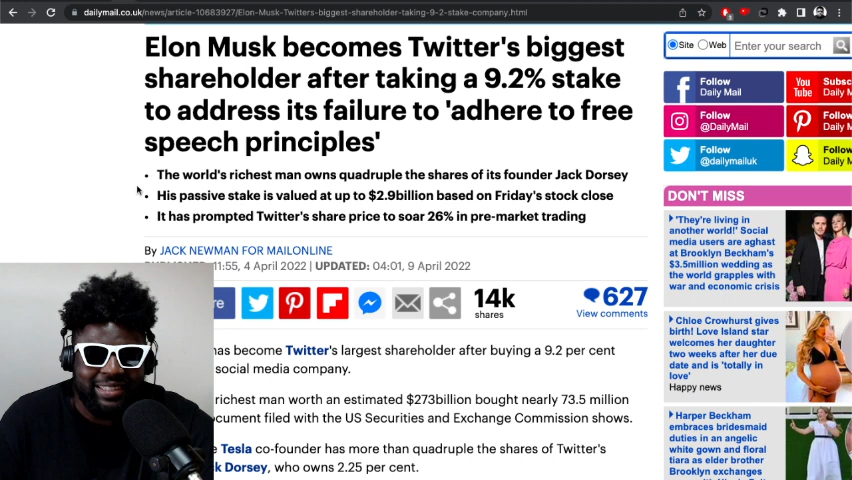 dailymail.co.uk/news/article-10683927/Elon-Musk-Twitters-biggest-shareholder-taking-9-2-stake-company.html
Elon Musk becomes Twitter's biggest
shareholder after taking a 9.2% stake
to address its failure to 'adhere to free
speech principles'
• The world's richest man owns quadruple the shares of its founder Jack Dorsey
• His passive stake is valued at up to $2.9billion based on Friday's stock close
• It has prompted Twitter's share price to soar 26% in pre-market trading
By JACK NEWMAN FOR MAILONLINE
PUBLISHED: 11:55, 4 April 2022 | UPDATED: 04:01, 9 April 2022
re
14k
shares
627
View comments
has become Twitter's largest shareholder after buying a 9.2 per cent
social media company.
richest man worth an estimated $273billion bought nearly 73.5 million
ocument filed with the US Securities and Exchange Commission shows.
e Tesla co-founder has more than quadruple the shares of Twitter's
k Dorsey, who owns 2.25 per cent.
Site Web Enter your search
Follow
Daily Mail
You
Tube
Subsc
Daily M
Follow
@DailyMail
Follow
Daily M
Follow
@dailymailuk
Follow
Daily M
DON'T MISS
'They're living in
another world!' Social
media users are aghast
at Brooklyn Beckham's
$3.5million wedding as
the world grapples with
war and economic crisis
Chloe Crowhurst gives
birth! Love Island star
welcomes her daughter
two weeks after her due
date and is 'totally in
love'
Happy news
Harper Beckham
embraces bridesmaid
duties in an angelic
white gown and floral
tiara as elder brother
Brooklyn exchanges